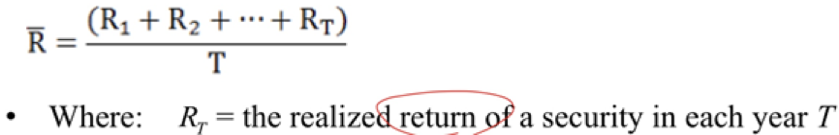 R̅ = (R₁ + R₂ + ⋯ + R_T) / T
• Where: R_T = the realized return of a security in each year T